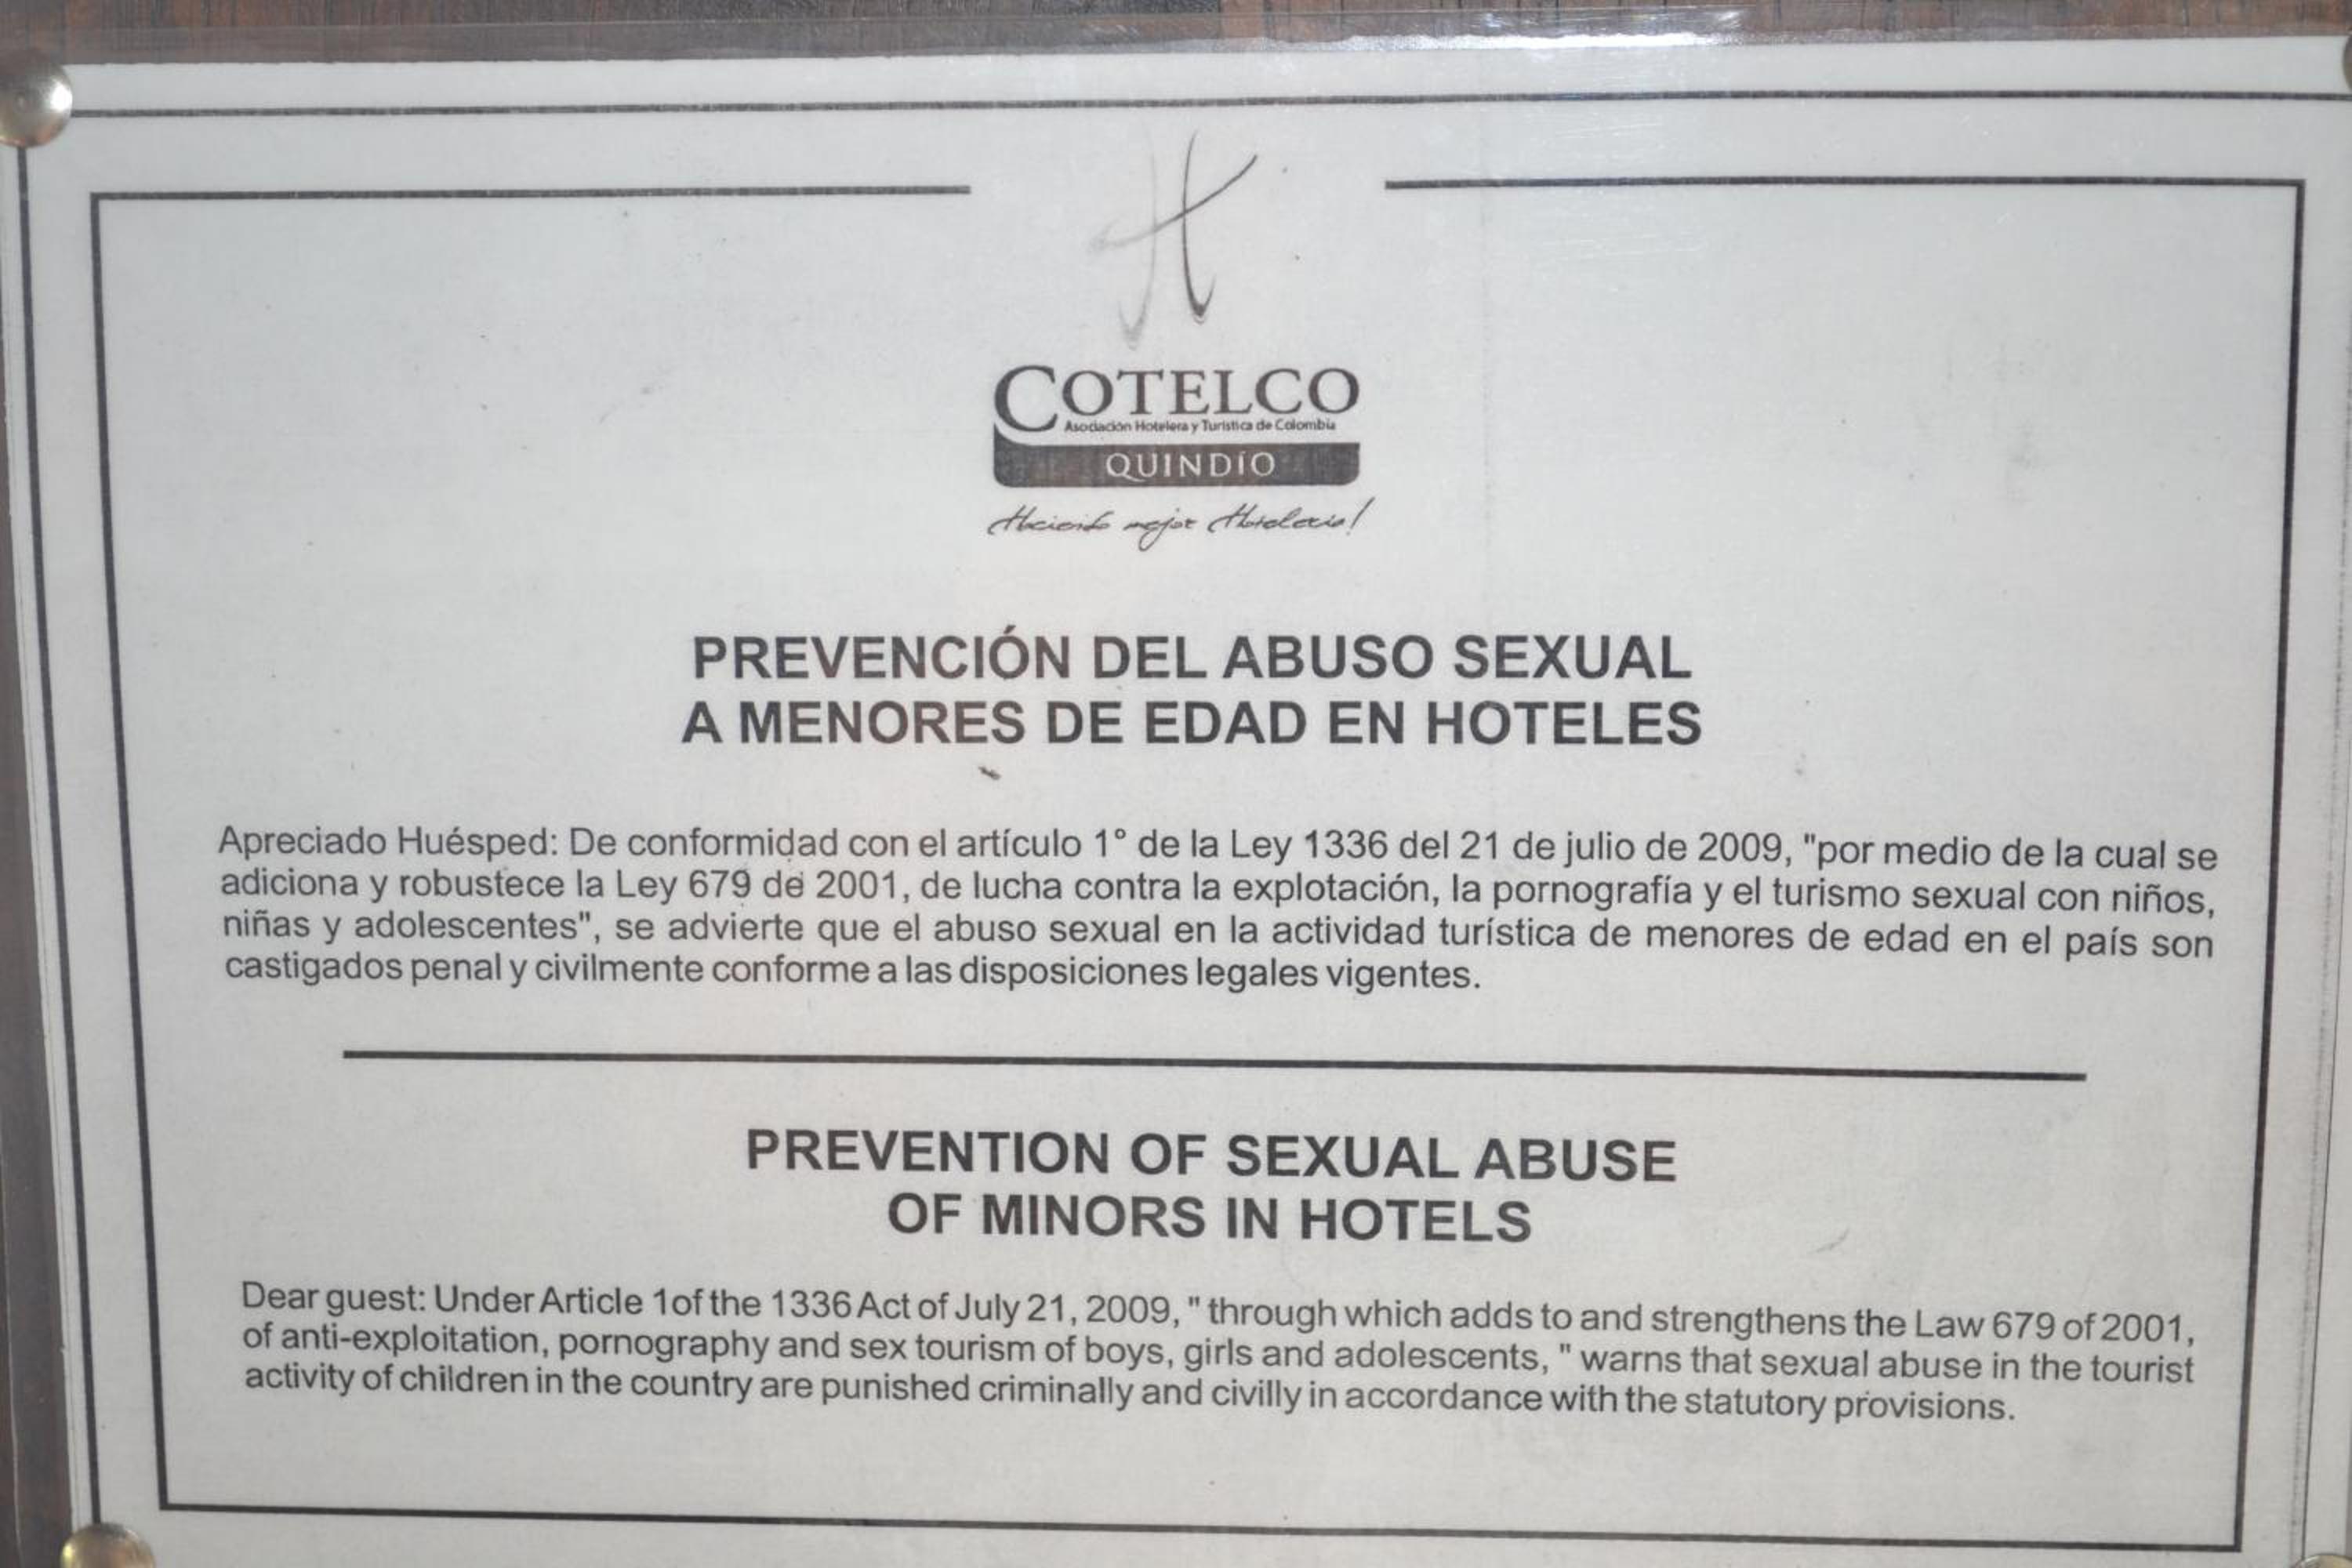 COTELCO
Asociación Hotelera y Turística de Colombia
QUINDÍO
Haciendo mejor Hotelería!
PREVENCIÓN DEL ABUSO SEXUAL
A MENORES DE EDAD EN HOTELES
Apreciado Huésped: De conformidad con el artículo 1° de la Ley 1336 del 21 de julio de 2009, "por medio de la cual se
adiciona y robustece la Ley 679 de 2001, de lucha contra la explotación, la pornografía y el turismo sexual con niños,
niñas y adolescentes", se advierte que el abuso sexual en la actividad turística de menores de edad en el país son
castigados penal y civilmente conforme a las disposiciones legales vigentes.
PREVENTION OF SEXUAL ABUSE
OF MINORS IN HOTELS
Dear guest: Under Article 1of the 1336 Act of July 21, 2009, " through which adds to and strengthens the Law 679 of 2001,
of anti-exploitation, pornography and sex tourism of boys, girls and adolescents, " warns that sexual abuse in the tourist
activity of children in the country are punished criminally and civilly in accordance with the statutory provisions.